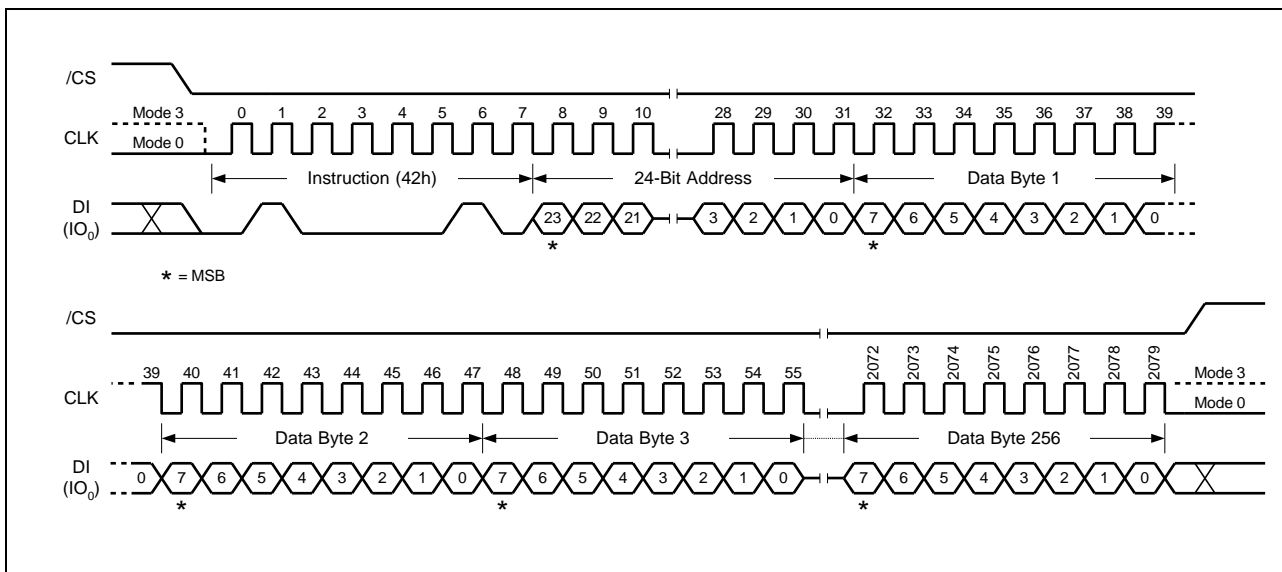 /CS
Mode 3 0 1 2 3 4 5 6 7 8 9 10 28 29 30 31 32 33 34 35 36 37 38 39
CLK
Mode 0
Instruction (42h) 24-Bit Address Data Byte 1
DI
(IO0) 23 22 21 3 2 1 0 7 6 5 4 3 2 1 0
* *
* = MSB
/CS
39 40 41 42 43 44 45 46 47 48 49 50 51 52 53 54 55 2072 2073 2074 2075 2076 2077 2078 2079 Mode 3
CLK
Mode 0
Data Byte 2 Data Byte 3 Data Byte 256
DI
(IO0) 0 7 6 5 4 3 2 1 0 7 6 5 4 3 2 1 0 7 6 5 4 3 2 1 0
* * *